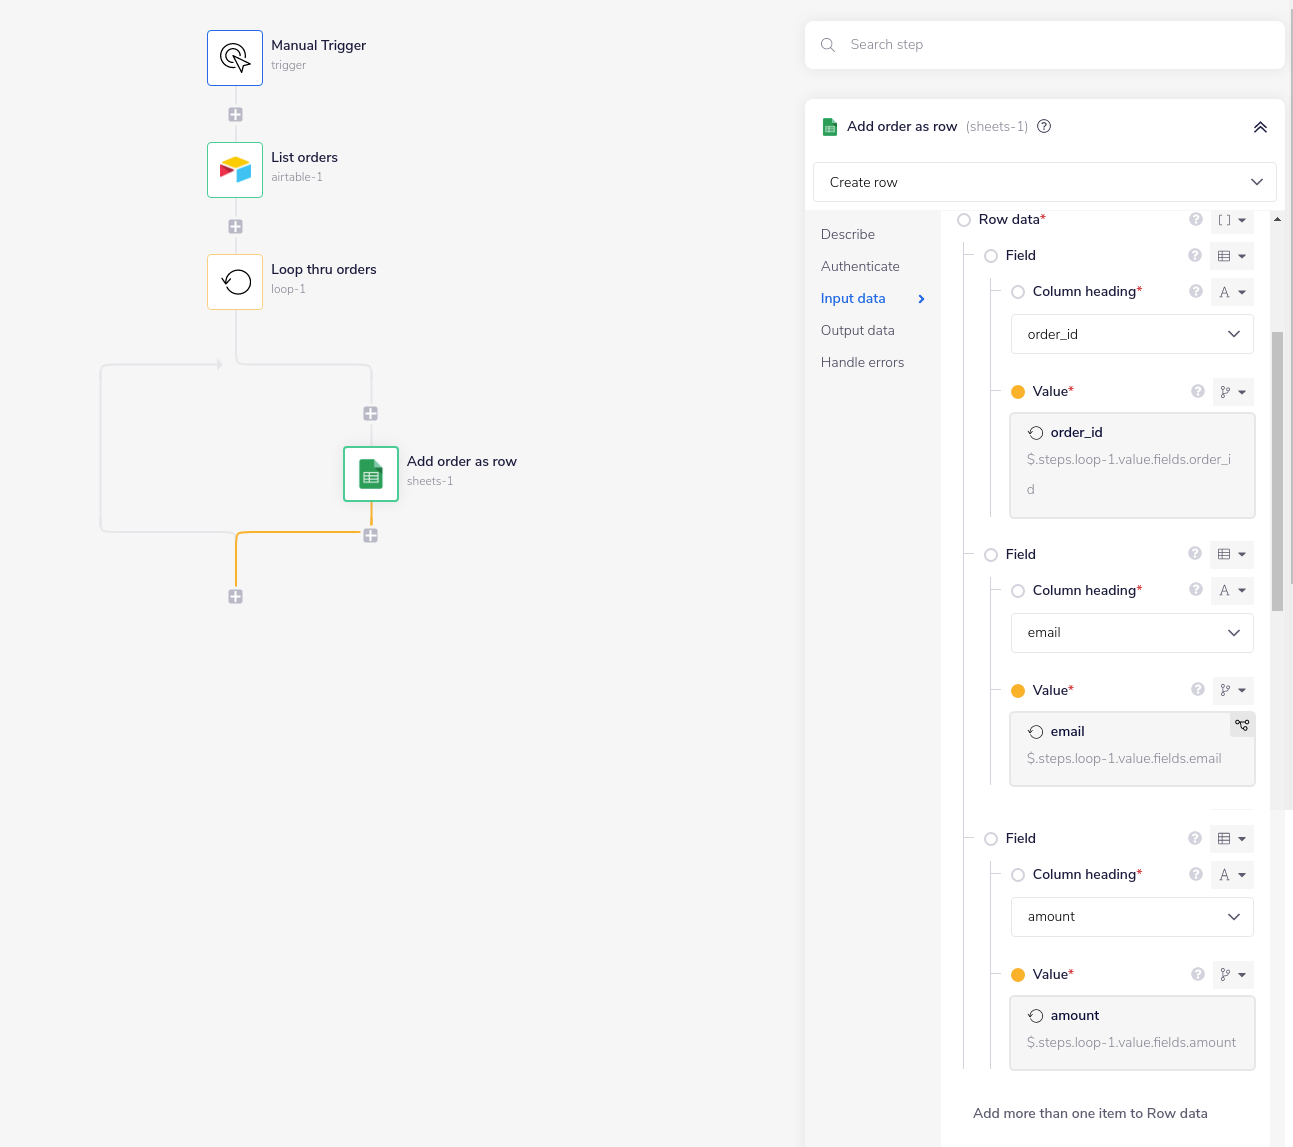 Manual Trigger
trigger
List orders
airtable-1
Loop thru orders
loop-1
Add order as row
sheets-1
Search step
Add order as row (sheets-1) ?
Create row
Describe
Authenticate
Input data
Output data
Handle errors
Row data* ? [ ]
Field ?
Column heading* ? A
order_id
Value* ?
order_id
$.steps.loop-1.value.fields.order_i
d
Field ?
Column heading* ? A
email
Value* ?
email
$.steps.loop-1.value.fields.email
Field ?
Column heading* ? A
amount
Value* ?
amount
$.steps.loop-1.value.fields.amount
Add more than one item to Row data